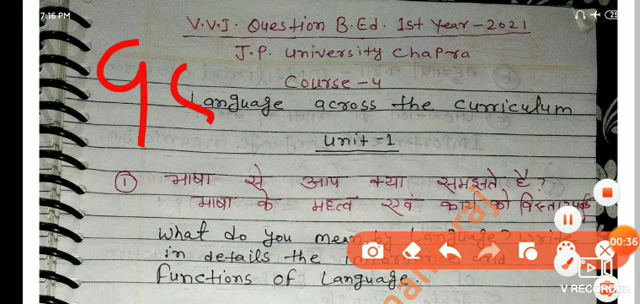 7:16 PM
V.V.I. Question B.Ed. 1st Year-2021
J.P. University Chapra
Course-4
Language across the curriculum
Unit=1
① भाषा से आप क्या समझते है?
भाषा के महत्व एवं कार्य को
What do you mean by Language?
in details the
functions of Language.
00:36
V RECORDER